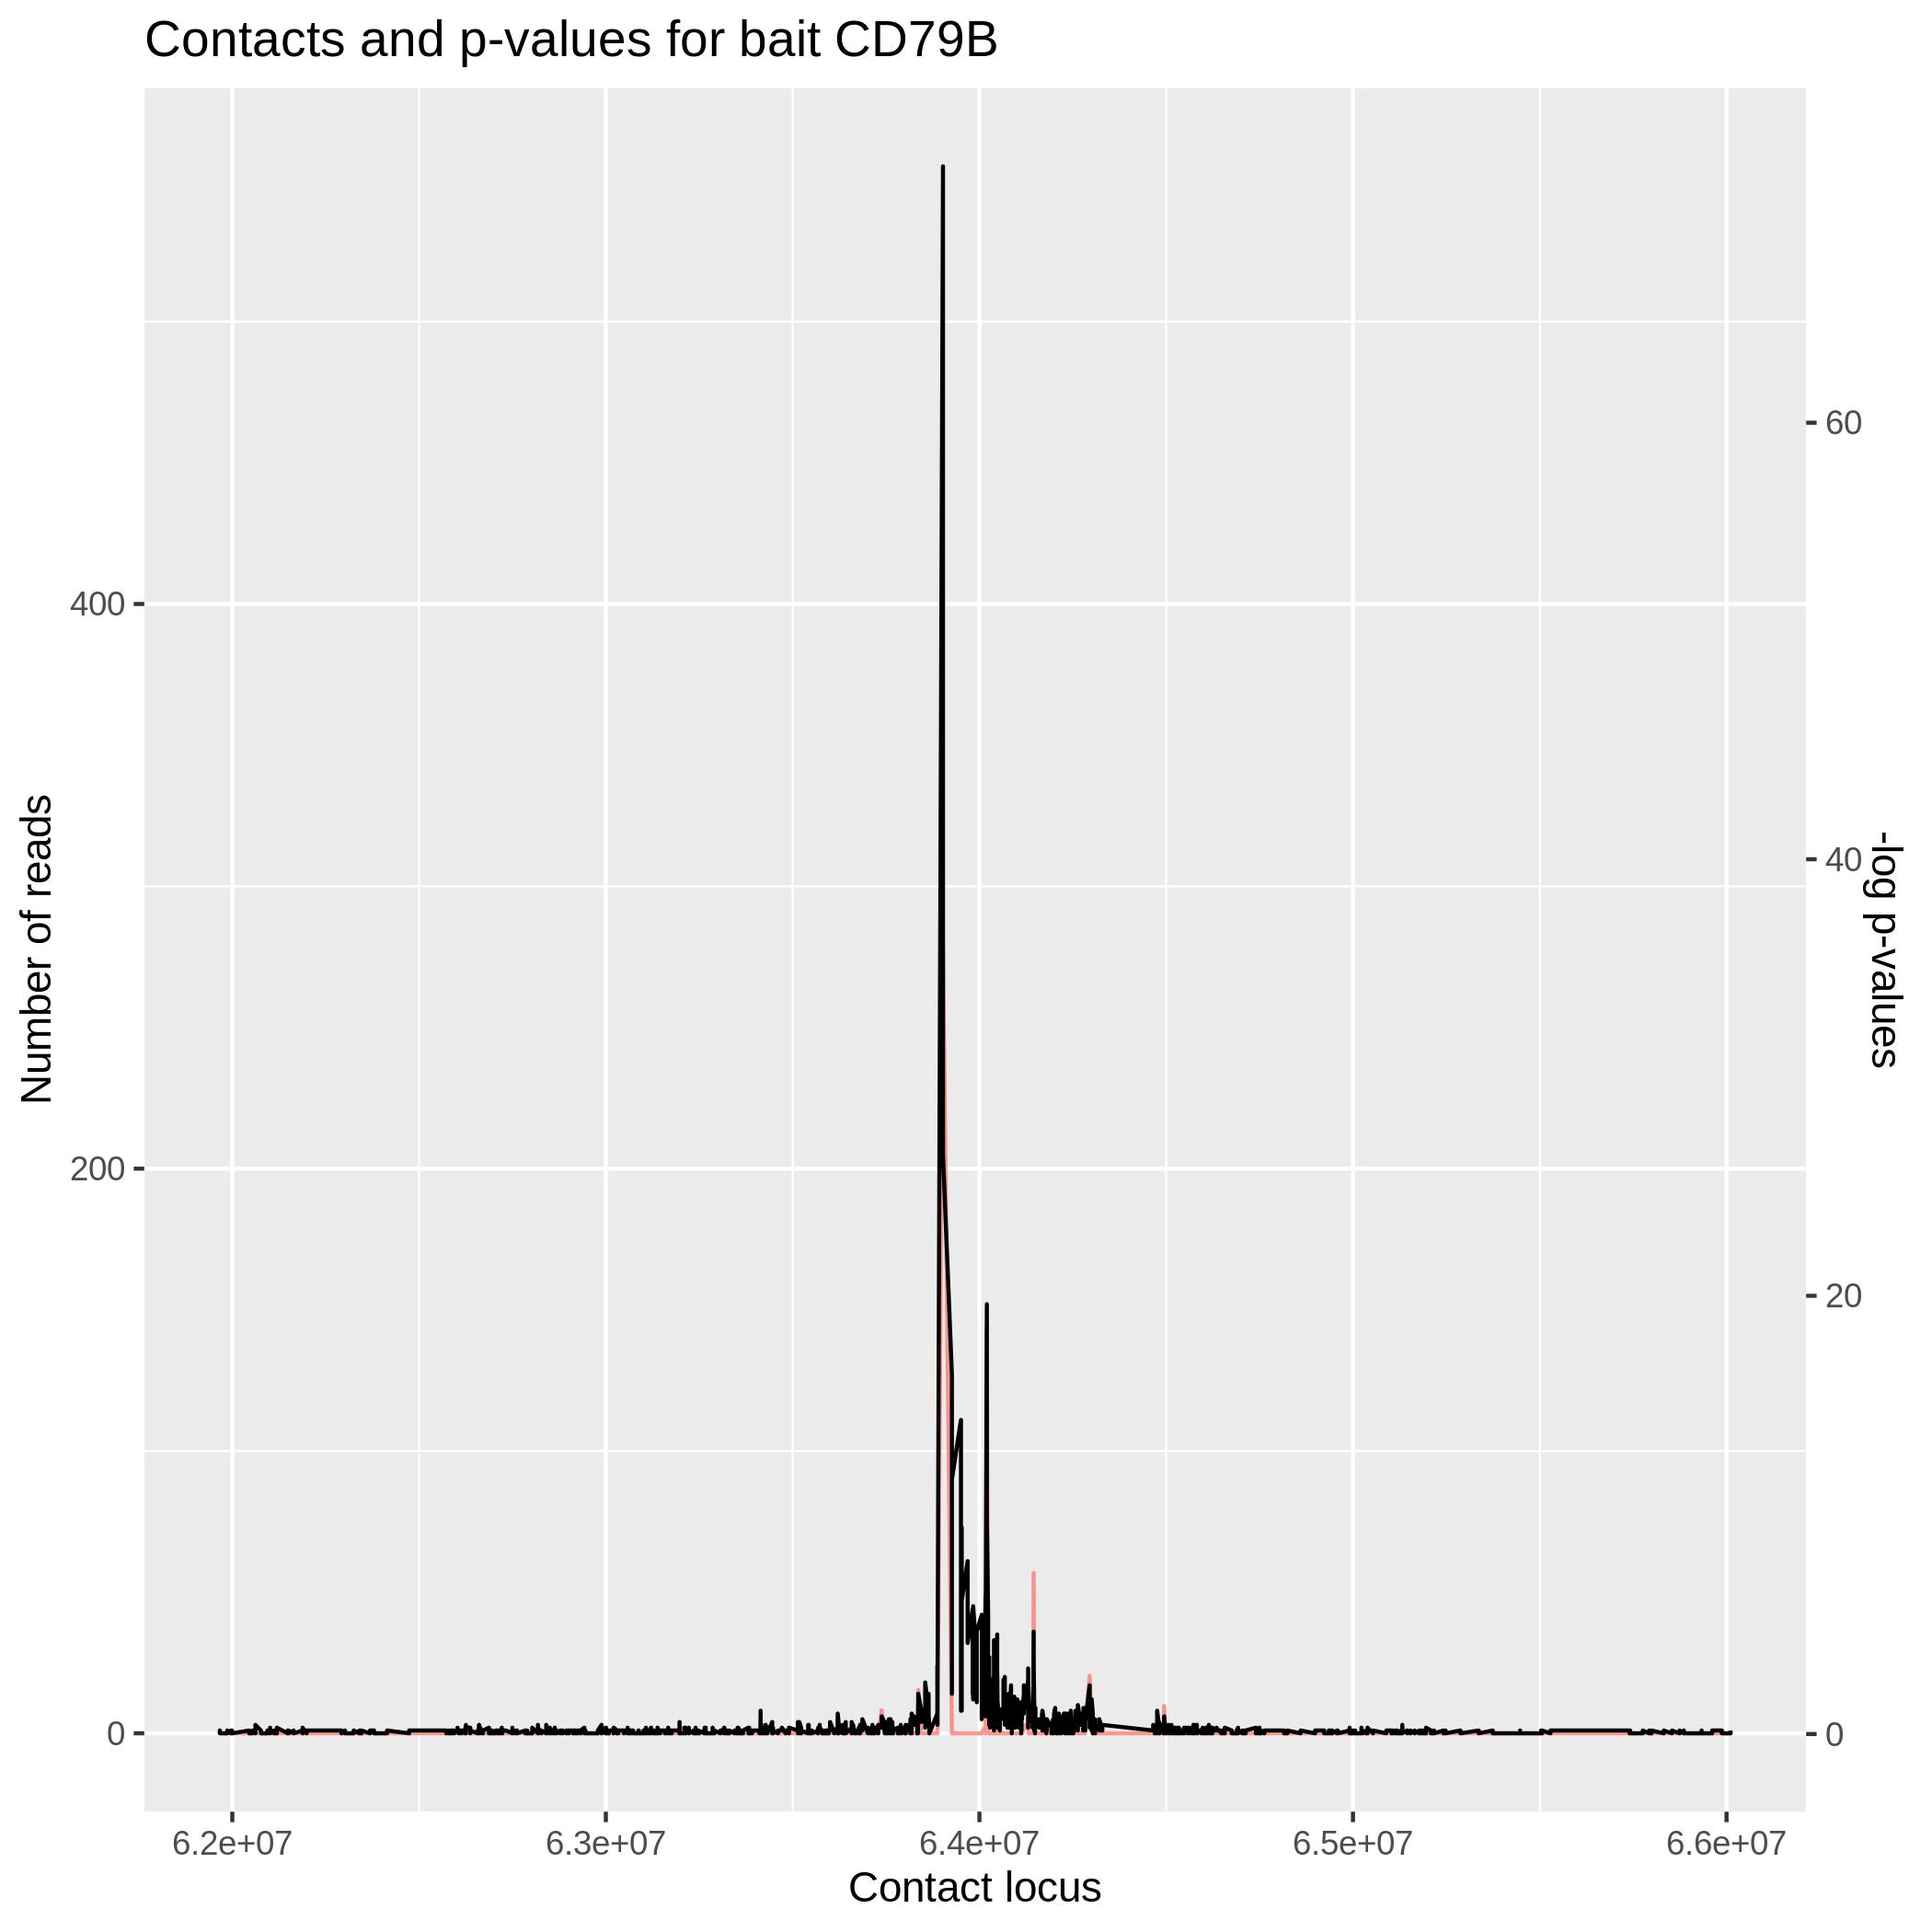 Contacts and p-values for bait CD79B
Number of reads
400
200
0
60
40
20
0
-log p-values
6.2e+07
6.3e+07
6.4e+07
6.5e+07
6.6e+07
Contact locus